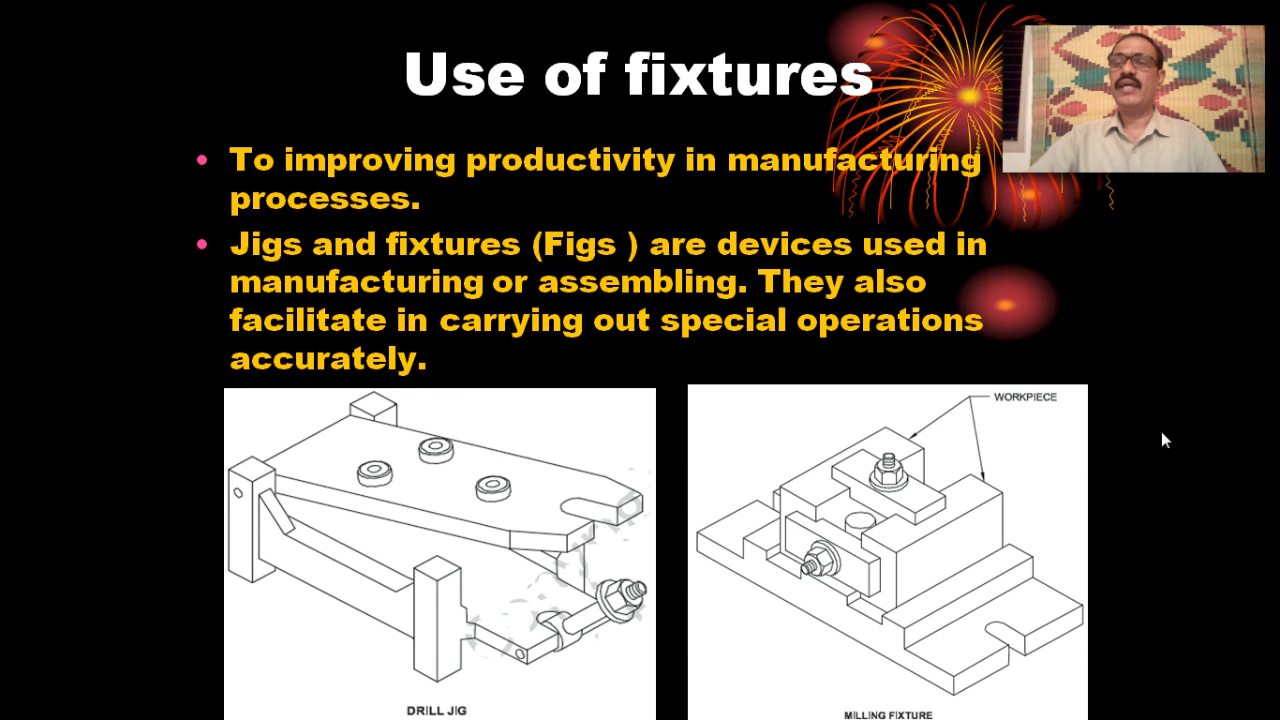 Use of fixtures
• To improving productivity in manufacturing
processes.
• Jigs and fixtures (Figs ) are devices used in
manufacturing or assembling. They also
facilitate in carrying out special operations
accurately.
WORKPIECE
DRILL JIG
MILLING FIXTURE